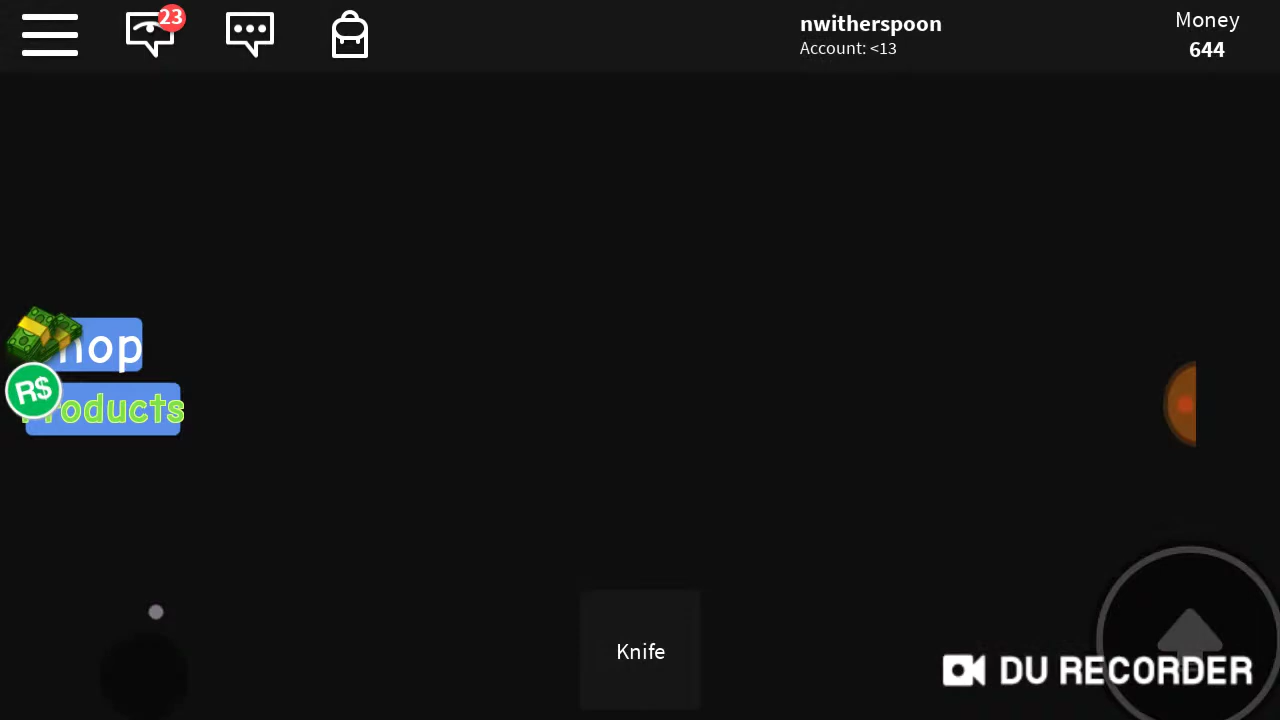 23
nwitherspoon
Account: <13
Money
644
hop
R$
roducts
Knife
DU RECORDER